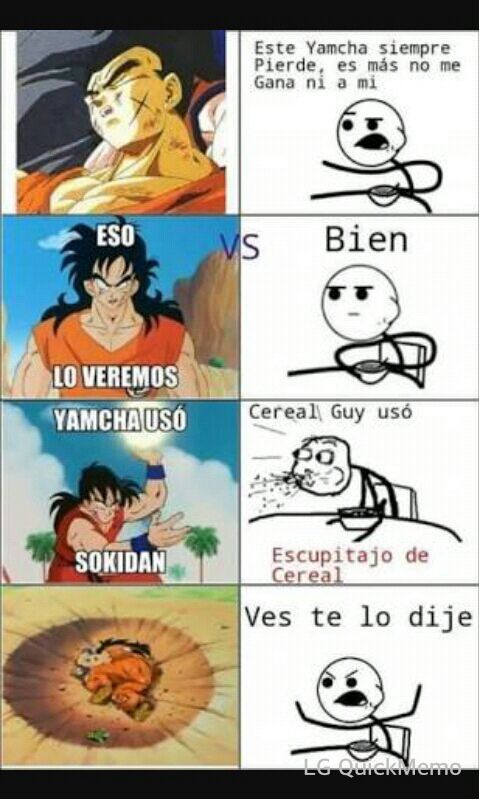 Este Yamcha siempre
Pierde, es más no me
Gana ni a mi
ESO
LO VEREMOS
VS
Bien
YAMCHA USÓ
SOKIDAN
Cereal Guy usó
Escupitajo de
Cereal
Ves te lo dije
LG QuickMemo